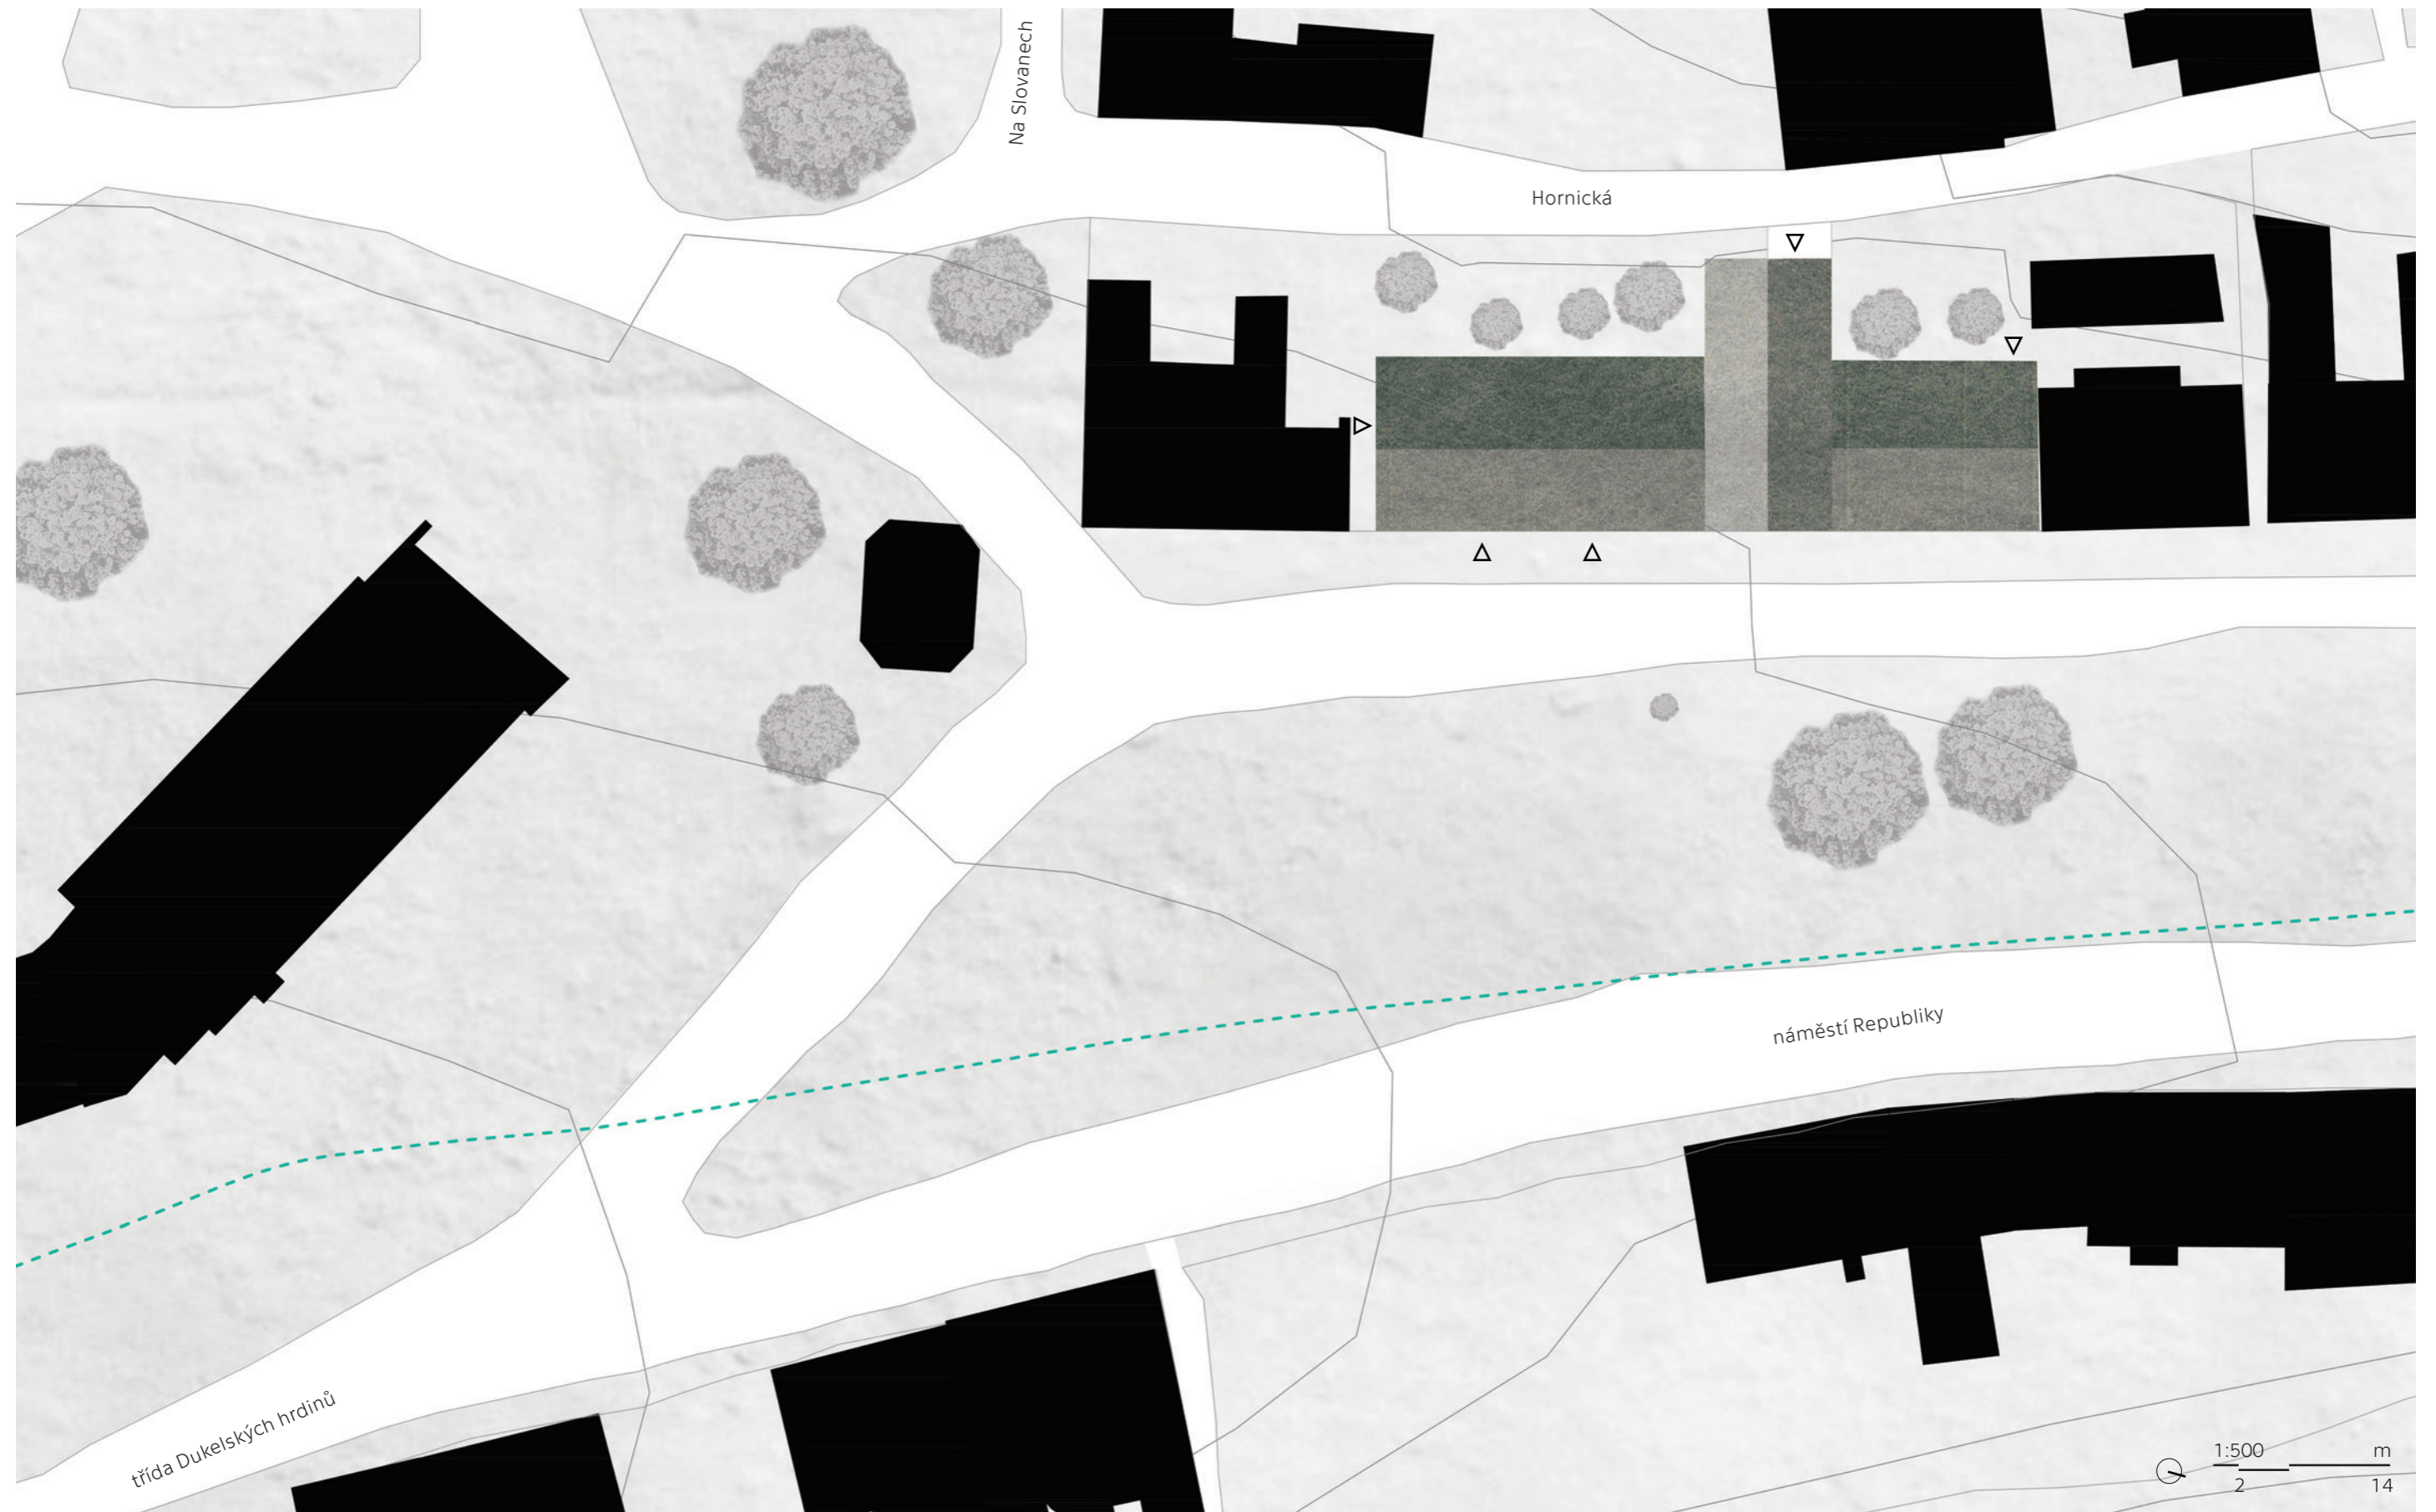 Na Slovanech
Hornická
náměstí Republiky
třída Dukelských hrdinů
1:500 m
2 14